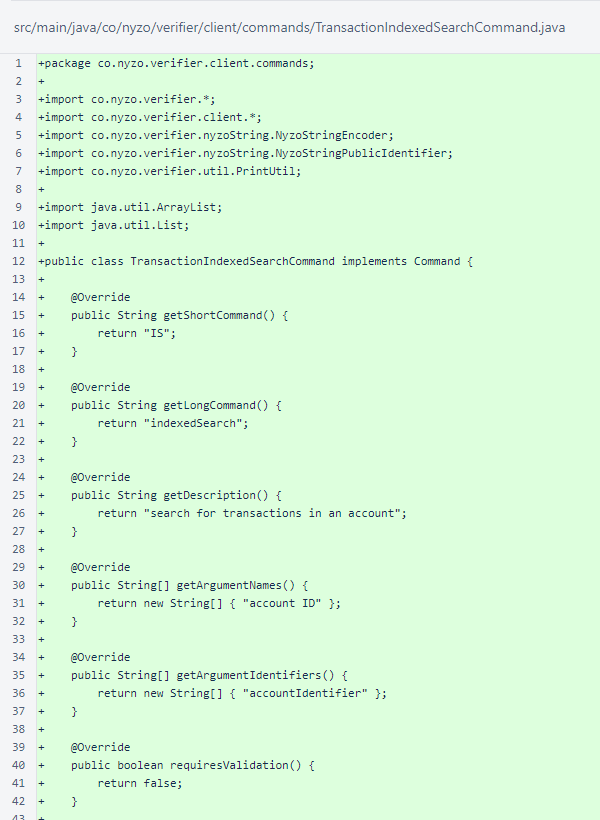 src/main/java/co/nyzo/verifier/client/commands/TransactionIndexedSearchCommand.java
1 +package co.nyzo.verifier.client.commands;
2 +
3 +import co.nyzo.verifier.*;
4 +import co.nyzo.verifier.client.*;
5 +import co.nyzo.verifier.nyzoString.NyzoStringEncoder;
6 +import co.nyzo.verifier.nyzoString.NyzoStringPublicIdentifier;
7 +import co.nyzo.verifier.util.PrintUtil;
8 +
9 +import java.util.ArrayList;
10 +import java.util.List;
11 +
12 +public class TransactionIndexedSearchCommand implements Command {
13 +
14 +    @Override
15 +    public String getShortCommand() {
16 +        return "IS";
17 +    }
18 +
19 +    @Override
20 +    public String getLongCommand() {
21 +        return "indexedSearch";
22 +    }
23 +
24 +    @Override
25 +    public String getDescription() {
26 +        return "search for transactions in an account";
27 +    }
28 +
29 +    @Override
30 +    public String[] getArgumentNames() {
31 +        return new String[] { "account ID" };
32 +    }
33 +
34 +    @Override
35 +    public String[] getArgumentIdentifiers() {
36 +        return new String[] { "accountIdentifier" };
37 +    }
38 +
39 +    @Override
40 +    public boolean requiresValidation() {
41 +        return false;
42 +    }
43 +